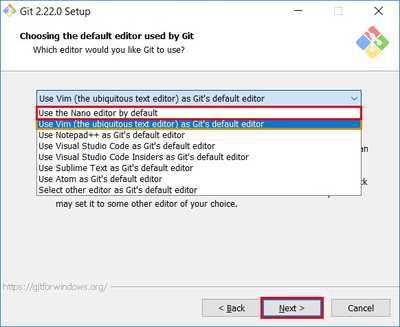 Git 2.22.0 Setup
Choosing the default editor used by Git
Which editor would you like Git to use?
Use Vim (the ubiquitous text editor) as Git's default editor
Use the Nano editor by default
Use Vim (the ubiquitous text editor) as Git's default editor
Use Notepad++ as Git's default editor
Use Visual Studio Code as Git's default editor
Use Visual Studio Code Insiders as Git's default editor
Use Sublime Text as Git's default editor
Use Atom as Git's default editor
Select other editor as Git's default editor
may set it to some other editor of your choice.
https://gitforwindows.org/
< Back
Next >
Cancel